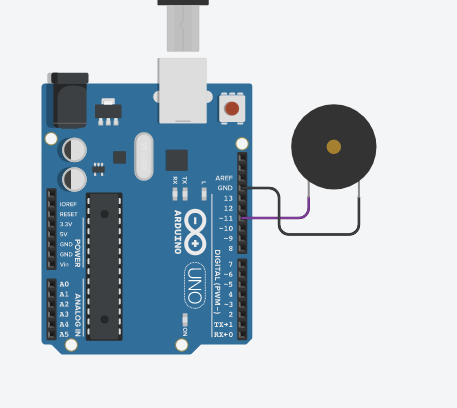 AREF
GND
13
12
~11
~10
~9
8
7
~6
~5
4
~3
2
TX→1
RX←0
DIGITAL (PWM~)
RX
TX
L
ARDUINO
UNO
ON
IOREF
RESET
3.3V
5V
GND
GND
Vin
POWER
A0
A1
A2
A3
A4
A5
ANALOG IN